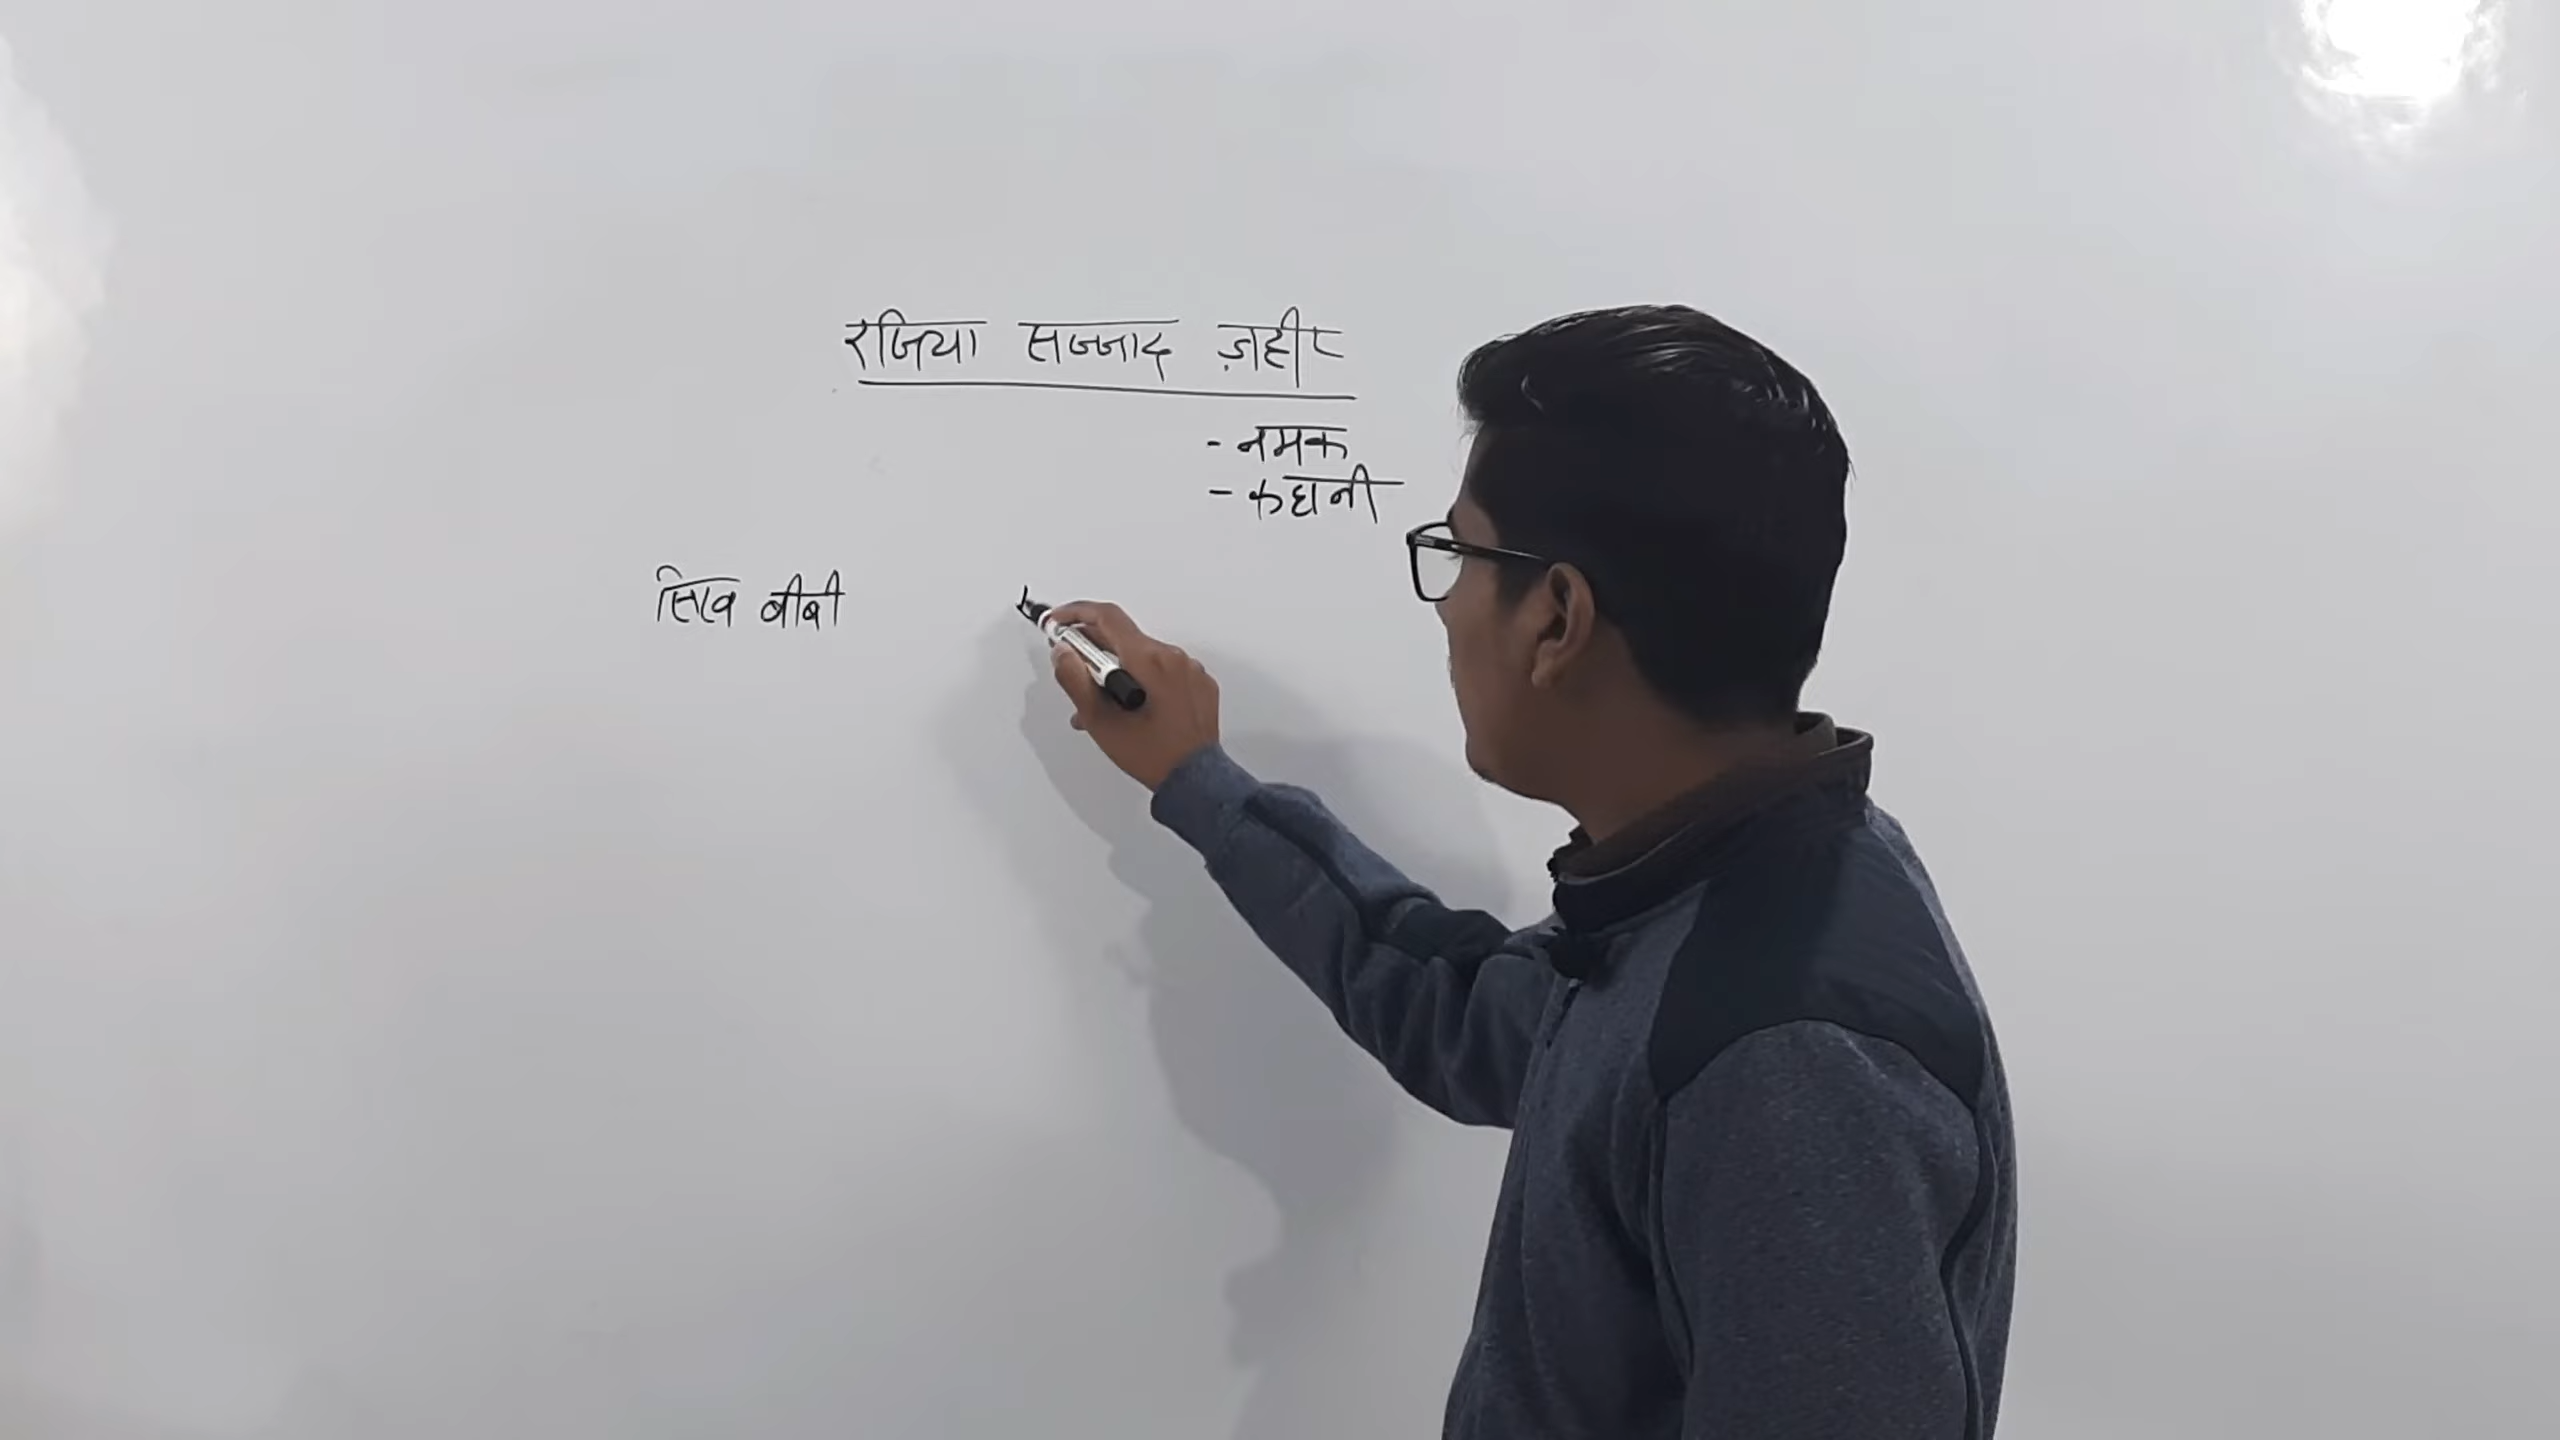 रजिया सज्जाद ज़हीर
- नमक
- कहानी
सिख बीबी